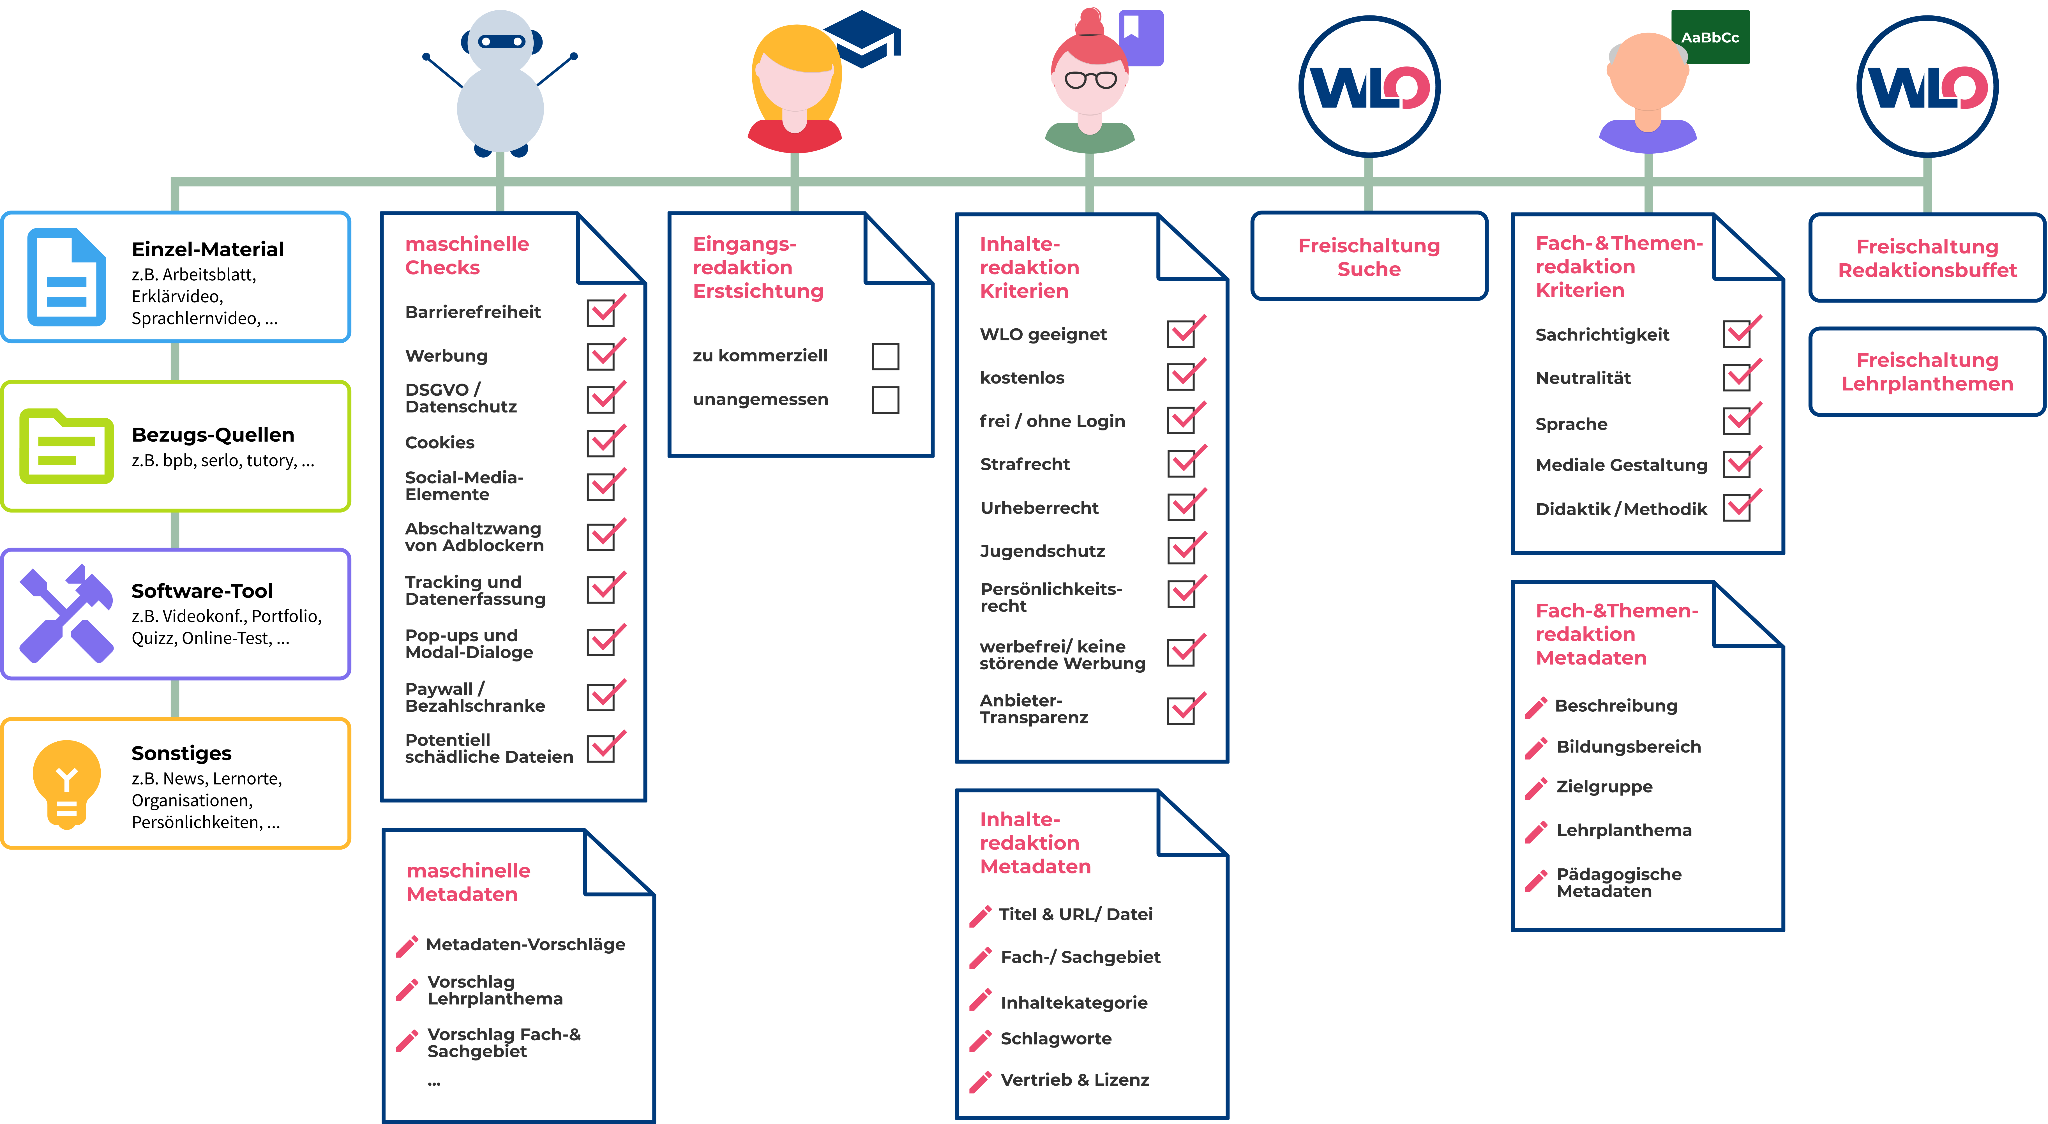 AaBbCc
WLO
WLO
Einzel-Material
z.B. Arbeitsblatt,
Erklärvideo,
Sprachlernvideo, ...
Bezugs-Quellen
z.B. bpb, serlo, tutory, ...
Software-Tool
z.B. Videokonf., Portfolio,
Quizz, Online-Test, ...
Sonstiges
z.B. News, Lernorte,
Organisationen,
Persönlichkeiten, ...
maschinelle
Checks
Barrierefreiheit
Werbung
DSGVO /
Datenschutz
Cookies
Social-Media-
Elemente
Abschaltzwang
von Adblockern
Tracking und
Datenerfassung
Pop-ups und
Modal-Dialoge
Paywall /
Bezahlschranke
Potentiell
schädliche Dateien
maschinelle
Metadaten
Metadaten-Vorschläge
Vorschlag
Lehrplanthema
Vorschlag Fach-&
Sachgebiet
...
Eingangs-
redaktion
Erstsichtung
zu kommerziell
unangemessen
Inhalte-
redaktion
Kriterien
WLO geeignet
kostenlos
frei / ohne Login
Strafrecht
Urheberrecht
Jugendschutz
Persönlichkeits-
recht
werbefrei/ keine
störende Werbung
Anbieter-
Transparenz
Inhalte-
redaktion
Metadaten
Titel & URL/ Datei
Fach-/ Sachgebiet
Inhaltekategorie
Schlagworte
Vertrieb & Lizenz
Freischaltung
Suche
Fach- & Themen-
redaktion
Kriterien
Sachrichtigkeit
Neutralität
Sprache
Mediale Gestaltung
Didaktik / Methodik
Fach-&Themen-
redaktion
Metadaten
Beschreibung
Bildungsbereich
Zielgruppe
Lehrplanthema
Pädagogische
Metadaten
Freischaltung
Redaktionsbuffet
Freischaltung
Lehrplanthemen